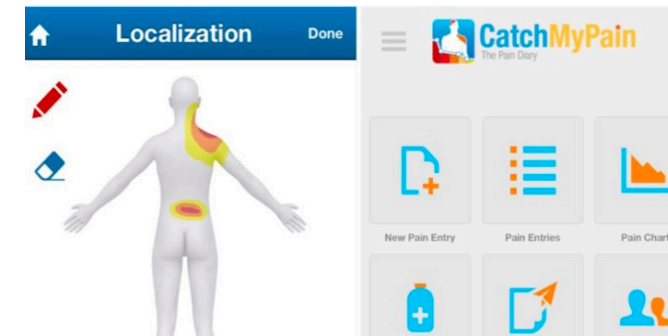 Localization
Done
CatchMyPain
The Pain Diary
New Pain Entry
Pain Entries
Pain Chart